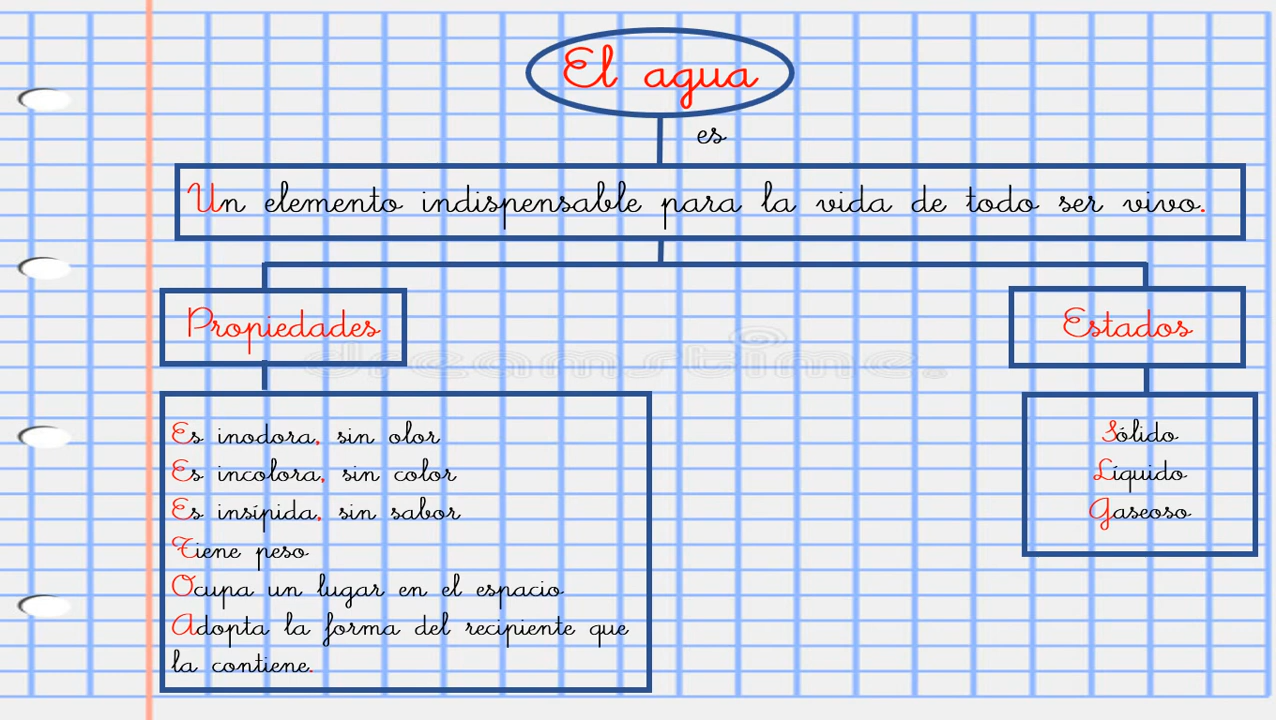 El agua
es
Un elemento indispensable para la vida de todo ser vivo.
Propiedades
Estados
dreamstime
Es inodora, sin olor
Es incolora, sin color
Es insípida, sin sabor
Tiene peso
Ocupa un lugar en el espacio
Adopta la forma del recipiente que
la contiene.
Sólido
Líquido
Gaseoso